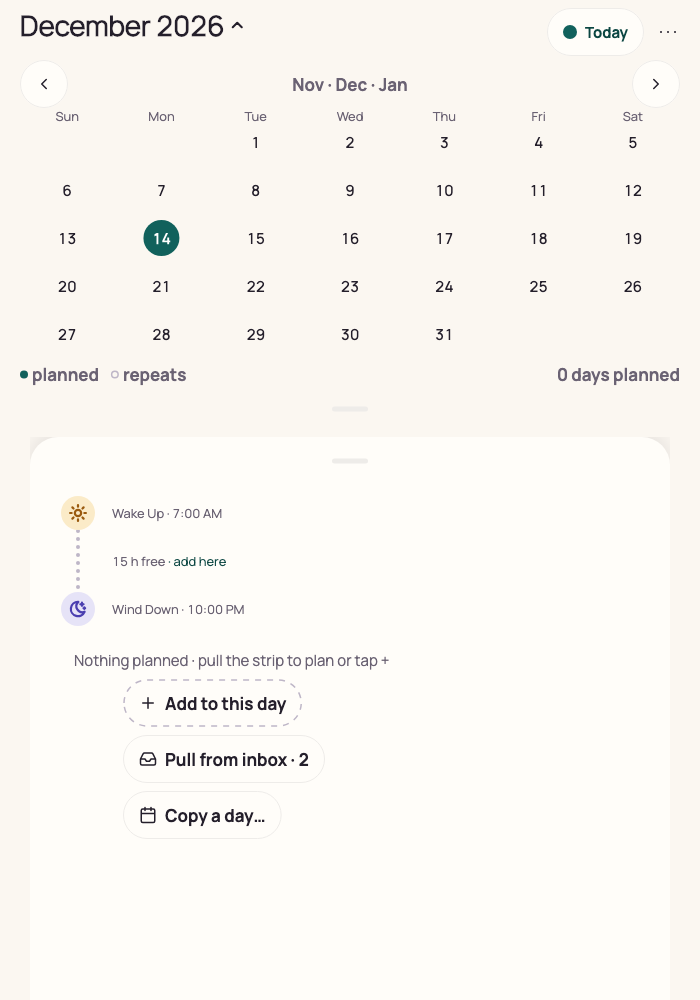 December 2026
Today
Nov · Dec · Jan
Sun Mon Tue Wed Thu Fri Sat
1 2 3 4 5
6 7 8 9 10 11 12
13 14 15 16 17 18 19
20 21 22 23 24 25 26
27 28 29 30 31
planned repeats 0 days planned
Wake Up · 7:00 AM
15 h free · add here
Wind Down · 10:00 PM
Nothing planned · pull the strip to plan or tap +
+ Add to this day
Pull from inbox · 2
Copy a day…